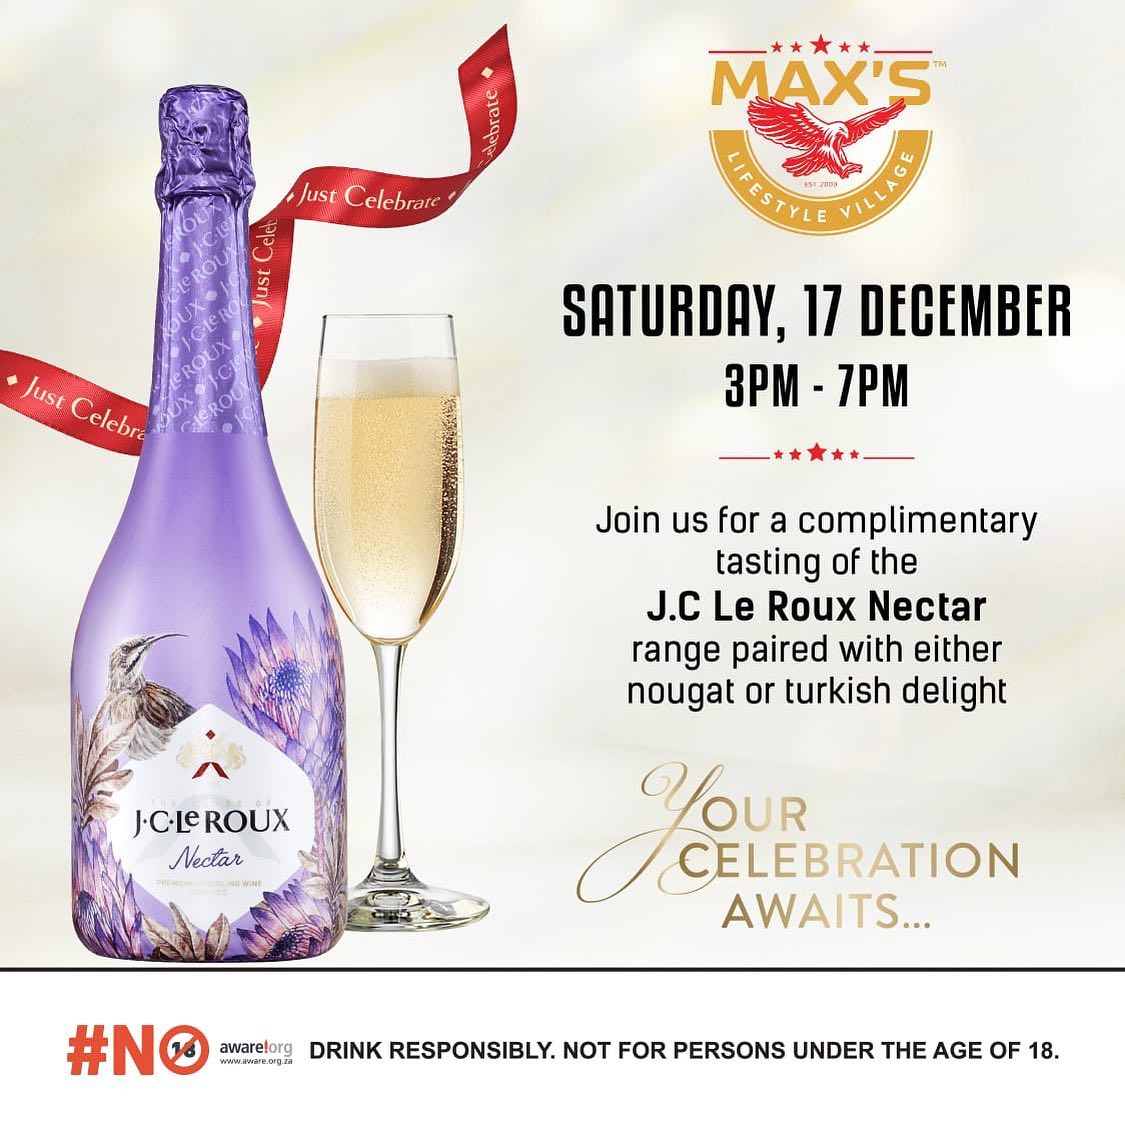 MAX'S™
LIFESTYLE VILLAGE
EST 2000
Just Celebrate
Celebrate
Just Celeb
Just Celebra
SATURDAY, 17 DECEMBER
3PM - 7PM
Join us for a complimentary
tasting of the
J.C Le Roux Nectar
range paired with either
nougat or turkish delight
J·C·Le ROUX
Nectar
PREMIUM SPARKLING WINE
YOUR
CELEBRATION
AWAITS...
#NO
18
aware!org
www.aware.org.za
DRINK RESPONSIBLY. NOT FOR PERSONS UNDER THE AGE OF 18.